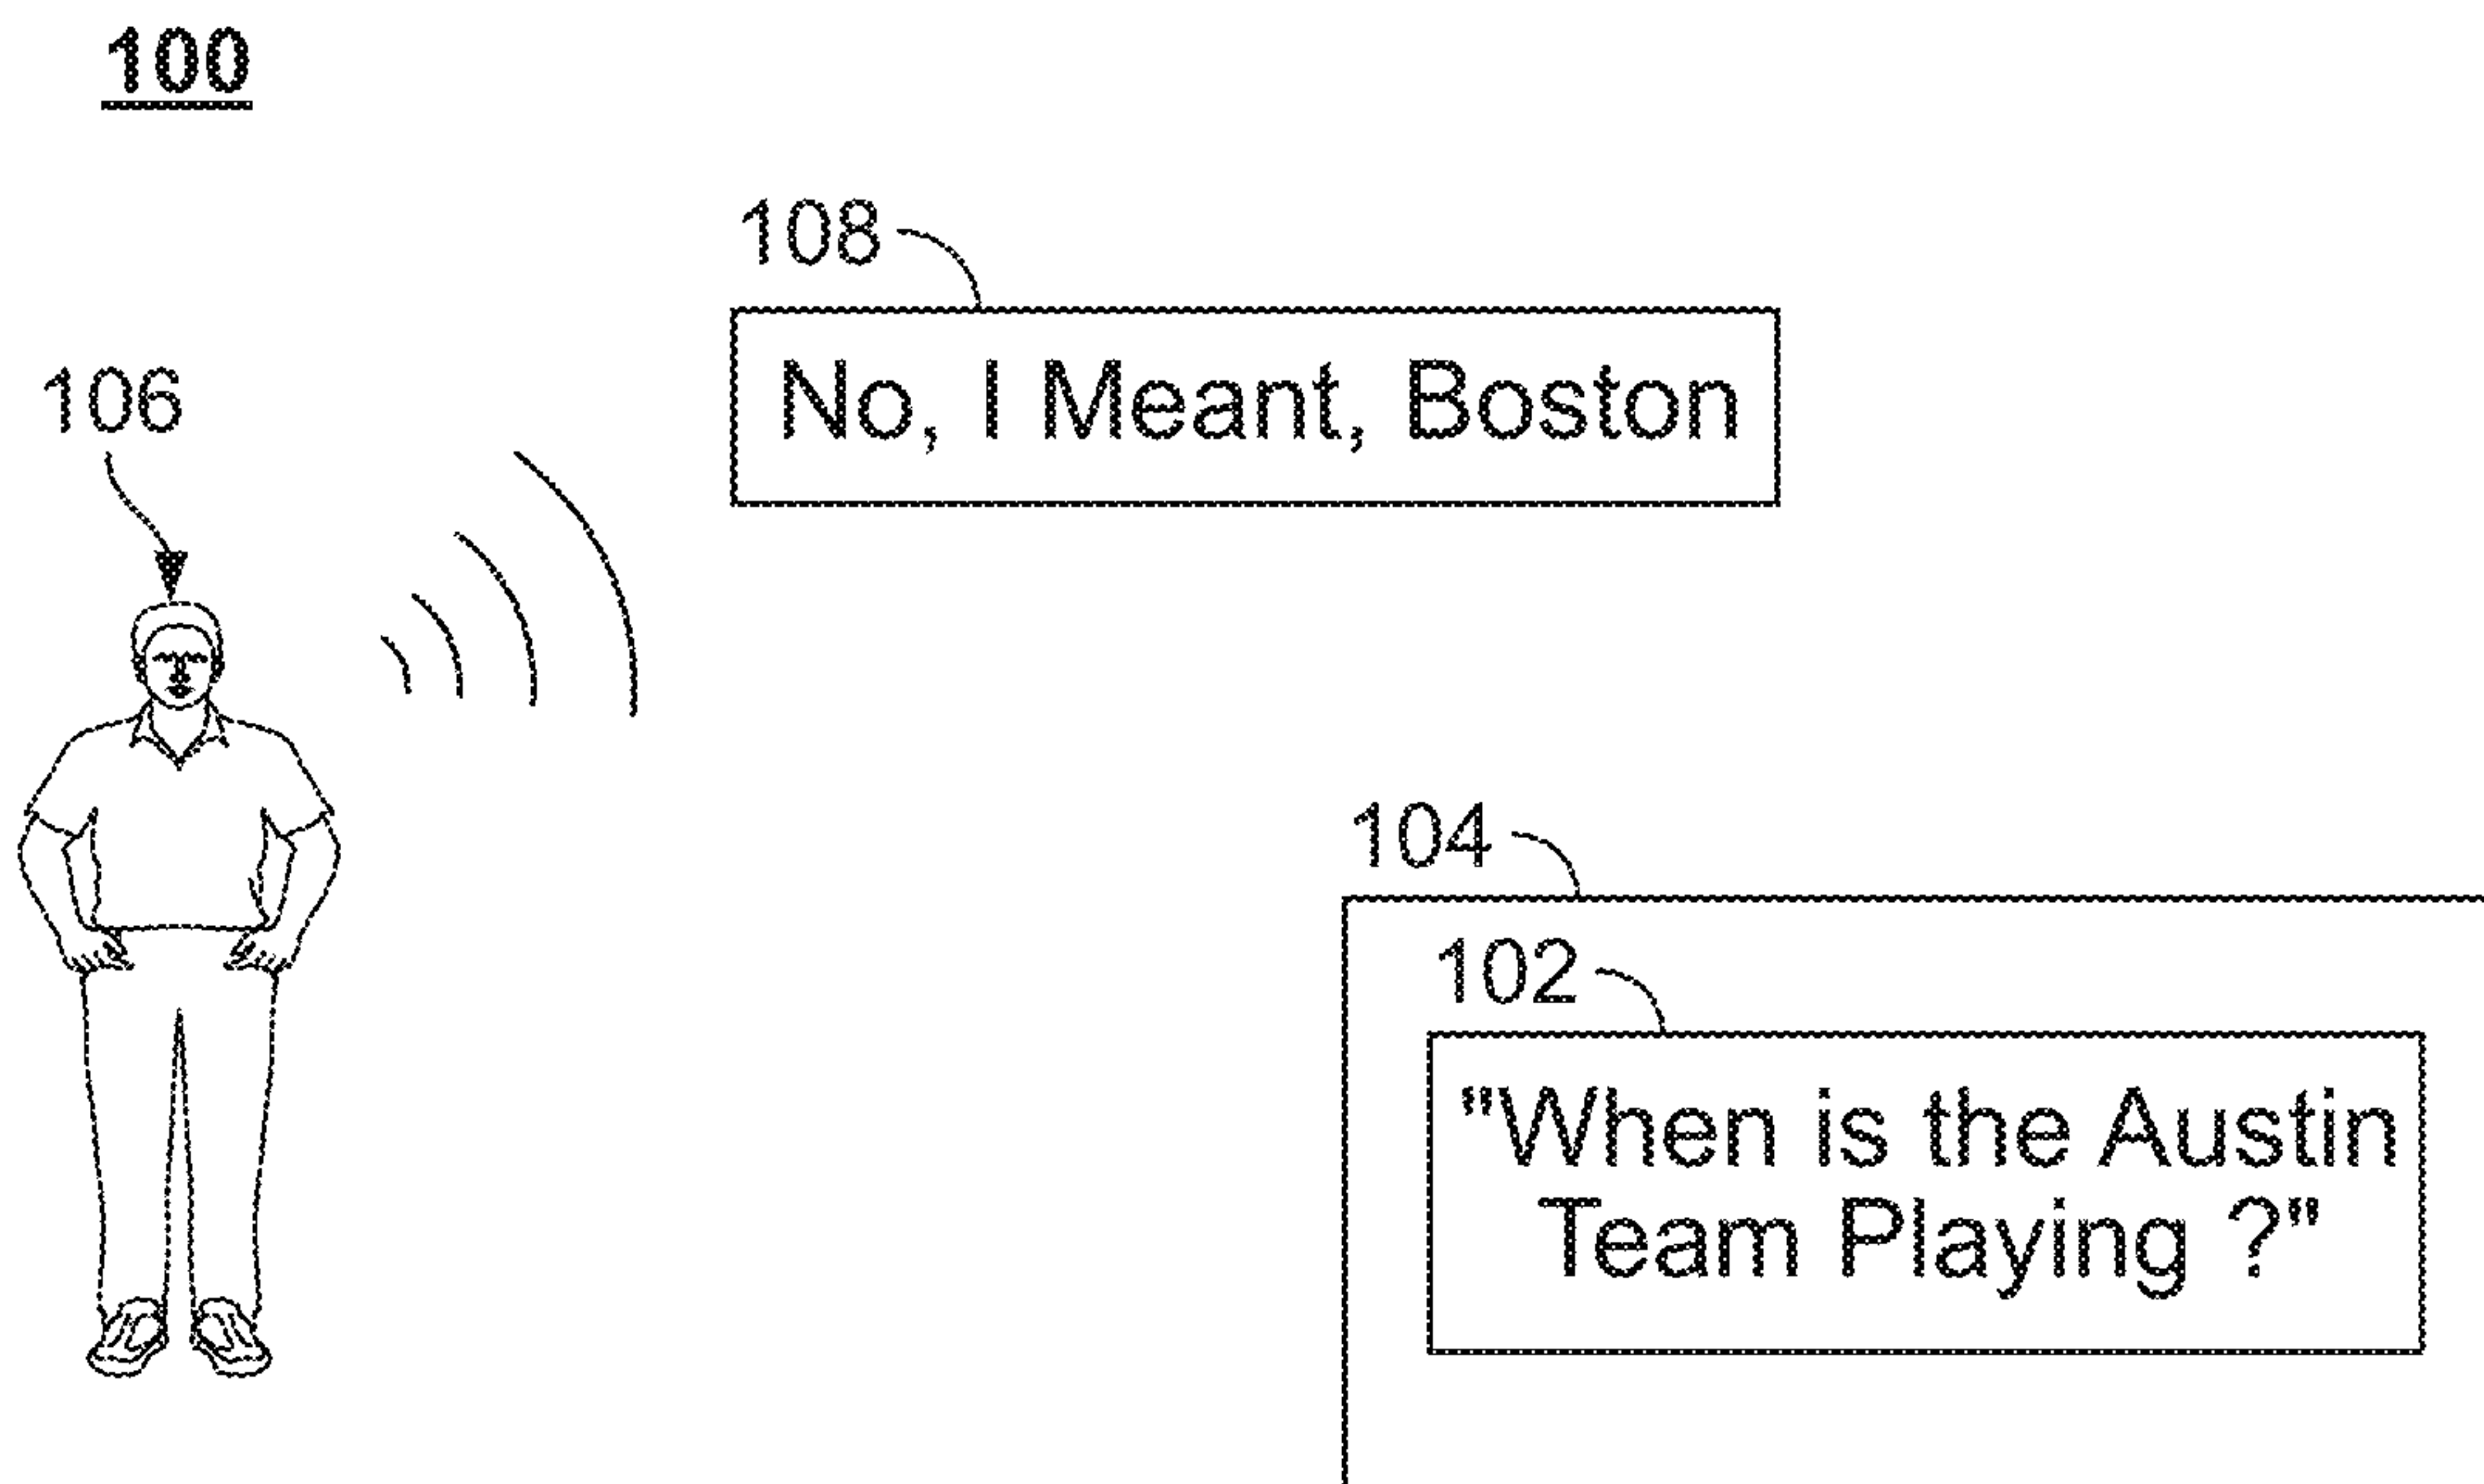 100
108
No, I Meant, Boston
106
104
102
"When is the Austin
Team Playing ?"